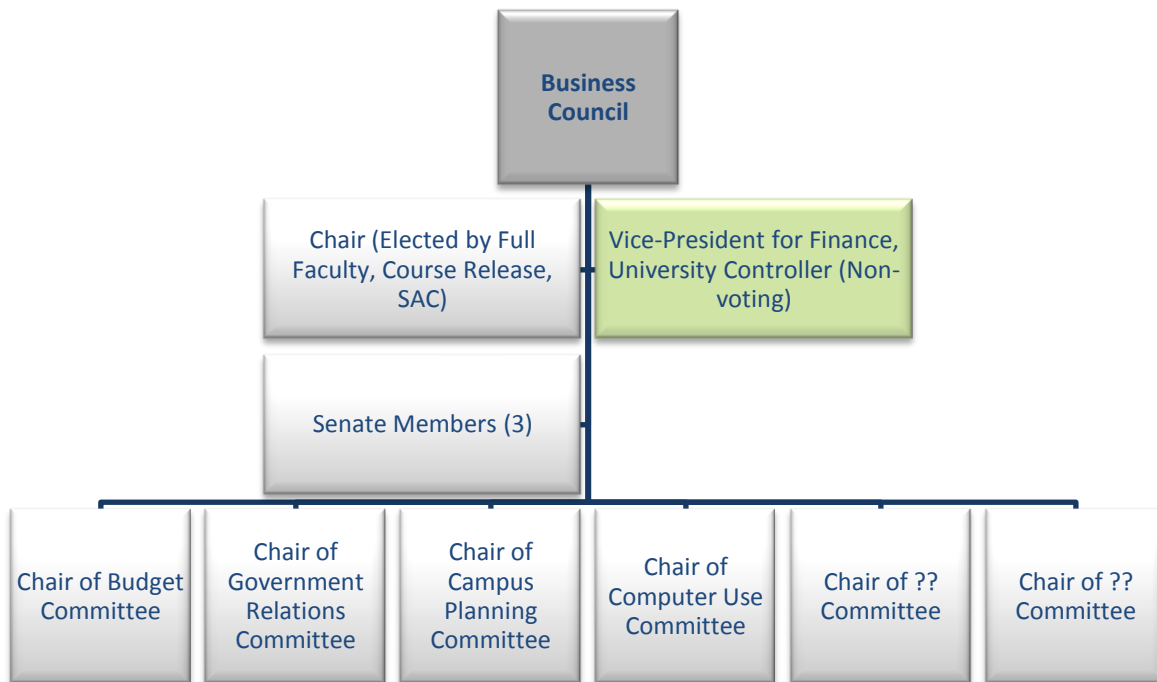 Business
Council
Chair (Elected by Full
Faculty, Course Release,
SAC)
Vice-President for Finance,
University Controller (Non-
voting)
Senate Members (3)
Chair of Budget
Committee
Chair of
Government
Relations
Committee
Chair of
Campus
Planning
Committee
Chair of
Computer Use
Committee
Chair of ??
Committee
Chair of ??
Committee